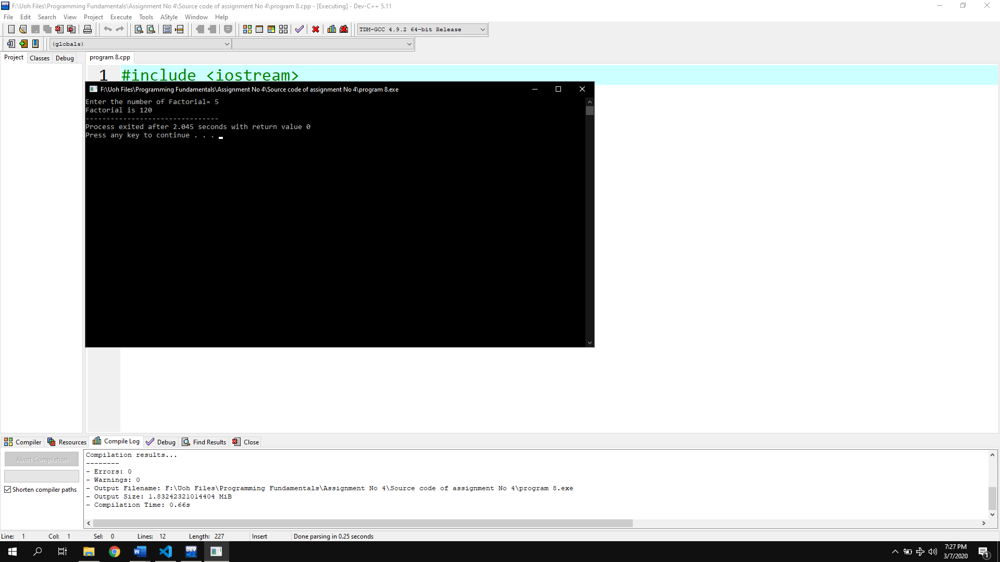 F:\Uoh Files\Programming Fundamentals\Assignment No 4\Source code of assignment No 4\program 8.cpp - [Executing] - Dev-C++ 5.11
File Edit Search View Project Execute Tools AStyle Window Help
TDM-GCC 4.9.2 64-bit Release
(globals)
Project Classes Debug
program 8.cpp
1 #include <iostream>
F:\Uoh Files\Programming Fundamentals\Assignment No 4\Source code of assignment No 4\program 8.exe
Enter the number of Factorial= 5
Factorial is 120
--------------------------------
Process exited after 2.045 seconds with return value 0
Press any key to continue . . .
Compiler Resources Compile Log Debug Find Results Close
Abort Compilation
Shorten compiler paths
Compilation results...
--------
- Errors: 0
- Warnings: 0
- Output Filename: F:\Uoh Files\Programming Fundamentals\Assignment No 4\Source code of assignment No 4\program 8.exe
- Output Size: 1.83242321014404 MiB
- Compilation Time: 0.66s
Line: 1 Col: 1 Sel: 0 Lines: 12 Length: 227 Insert Done parsing in 0.25 seconds
DEV
7:27 PM
3/7/2020
1